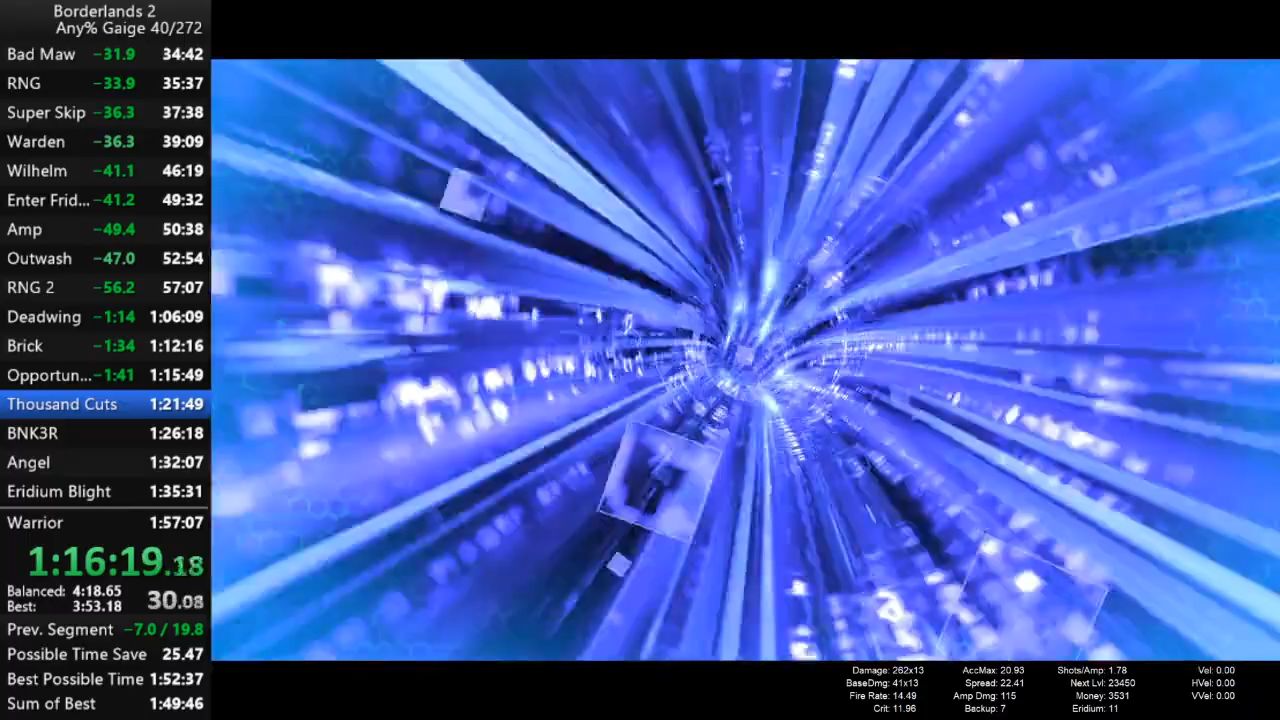 Borderlands 2
Any% Gaige 40/272
Bad Maw −31.9 34:42
RNG −33.9 35:37
Super Skip −36.3 37:38
Warden −36.3 39:09
Wilhelm −41.1 46:19
Enter Frid... −41.2 49:32
Amp −49.4 50:38
Outwash −47.0 52:54
RNG 2 −56.2 57:07
Deadwing −1:14 1:06:09
Brick −1:34 1:12:16
Opportun... −1:41 1:15:49
Thousand Cuts 1:21:49
BNK3R 1:26:18
Angel 1:32:07
Eridium Blight 1:35:31
Warrior 1:57:07
1:16:19.18
Balanced: 4:18.65
Best: 3:53.18 30.08
Prev. Segment −7.0 / 19.8
Possible Time Save 25.47
Best Possible Time 1:52:37
Sum of Best 1:49:46
Damage: 262x13 AccMax: 20.93 Shots/Amp: 1.78 Vel: 0.00
BaseDmg: 41x13 Spread: 22.41 Next Lvl: 23450 HVel: 0.00
Fire Rate: 14.49 Amp Dmg: 115 Money: 3531 VVel: 0.00
Crit: 11.96 Backup: 7 Eridium: 11